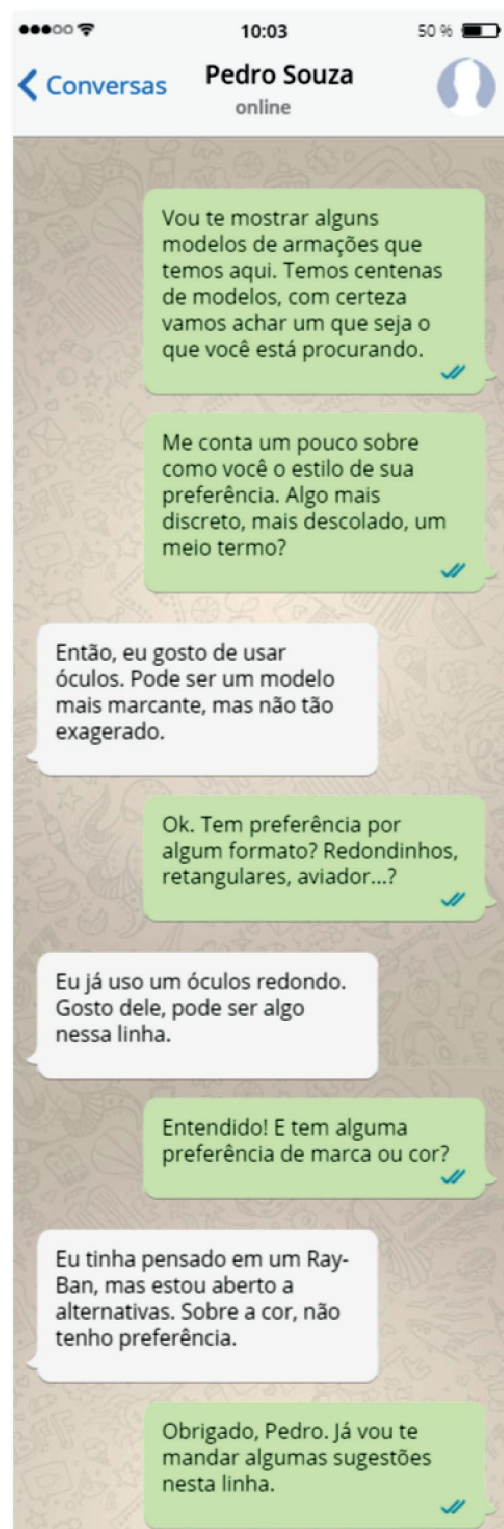 10:03
50 %
Conversas
Pedro Souza
online
Vou te mostrar alguns
modelos de armações que
temos aqui. Temos centenas
de modelos, com certeza
vamos achar um que seja o
que você está procurando.
Me conta um pouco sobre
como você o estilo de sua
preferência. Algo mais
discreto, mais descolado, um
meio termo?
Então, eu gosto de usar
óculos. Pode ser um modelo
mais marcante, mas não tão
exagerado.
Ok. Tem preferência por
algum formato? Redondinhos,
retangulares, aviador...?
Eu já uso um óculos redondo.
Gosto dele, pode ser algo
nessa linha.
Entendido! E tem alguma
preferência de marca ou cor?
Eu tinha pensado em um Ray-
Ban, mas estou aberto a
alternativas. Sobre a cor, não
tenho preferência.
Obrigado, Pedro. Já vou te
mandar algumas sugestões
nesta linha.